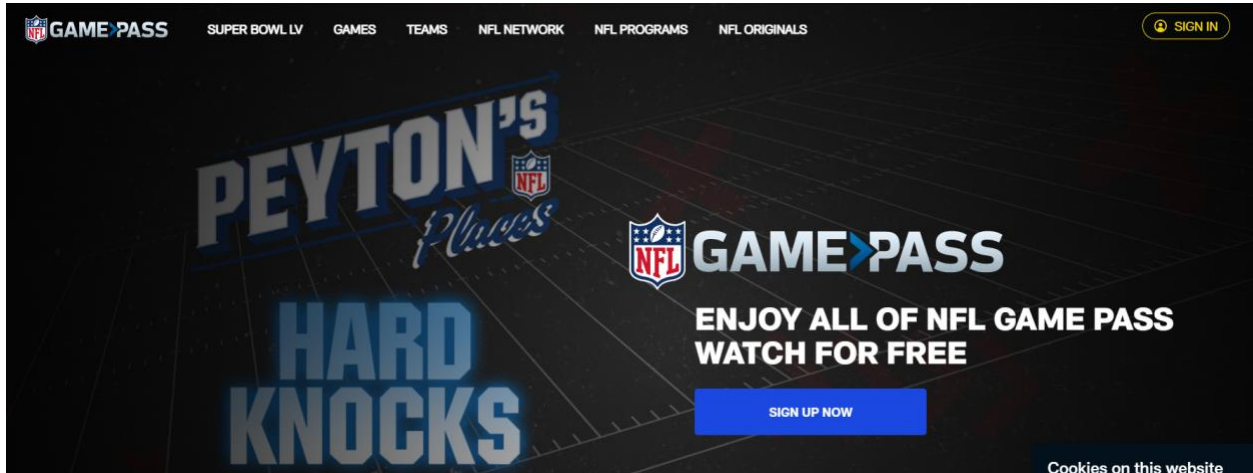 NFL GAME PASS SUPER BOWL LV GAMES TEAMS NFL NETWORK NFL PROGRAMS NFL ORIGINALS SIGN IN
PEYTON'S
NFL
Places
HARD
KNOCKS
NFL GAME PASS
ENJOY ALL OF NFL GAME PASS
WATCH FOR FREE
SIGN UP NOW
Cookies on this website